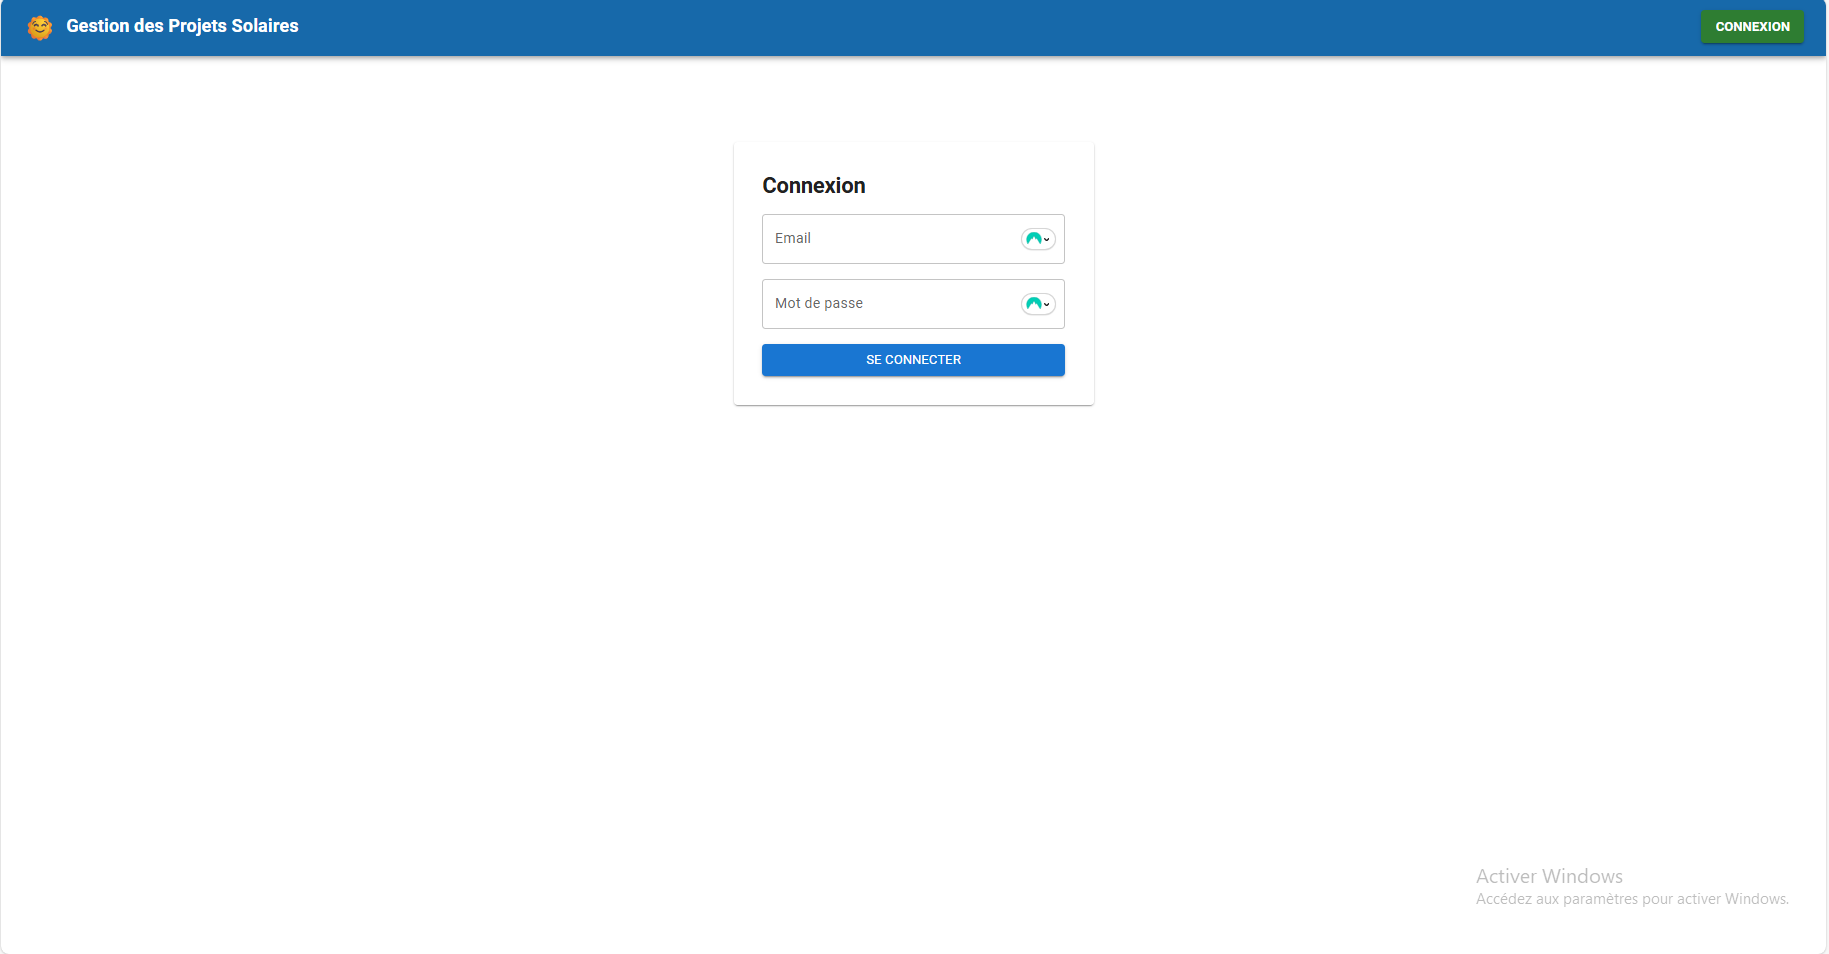 Gestion des Projets Solaires
CONNEXION
Connexion
Email
Mot de passe
SE CONNECTER
Activer Windows
Accédez aux paramètres pour activer Windows.